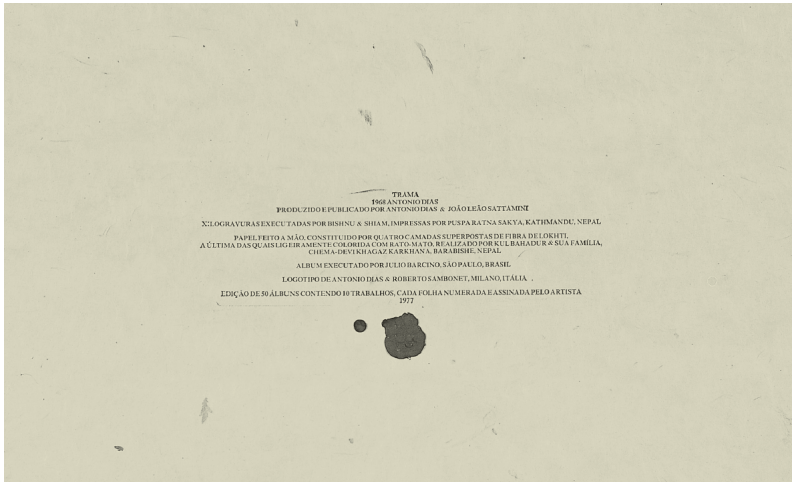 TRAMA
1968 ANTONIO DIAS
PRODUZIDO E PUBLICADO POR ANTONIO DIAS & JOÃO LEÃO SATTAMINI
XILOGRAVURAS EXECUTADAS POR BISHNU & SHIAM, IMPRESSAS POR PUSPA RATNA SAKYA, KATHMANDU, NEPAL
PAPEL FEITO A MÃO, CONSTITUIDO POR QUATRO CAMADAS SUPERPOSTAS DE FIBRA DE LOKHTI,
A ÚLTIMA DAS QUAIS LIGEIRAMENTE COLORIDA COM RATO-MATO, REALIZADO POR KUL BAHADUR & SUA FAMÍLIA,
CHEMA-DEVI KHAGAZ KARKHANA, BARABISHE, NEPAL
ALBUM EXECUTADO POR JULIO BARCINO, SÃO PAULO, BRASIL
LOGOTIPO DE ANTONIO DIAS & ROBERTO SAMBONET, MILANO, ITÁLIA
EDIÇÃO DE 50 ÁLBUNS CONTENDO 10 TRABALHOS, CADA FOLHA NUMERADA E ASSINADA PELO ARTISTA
1977